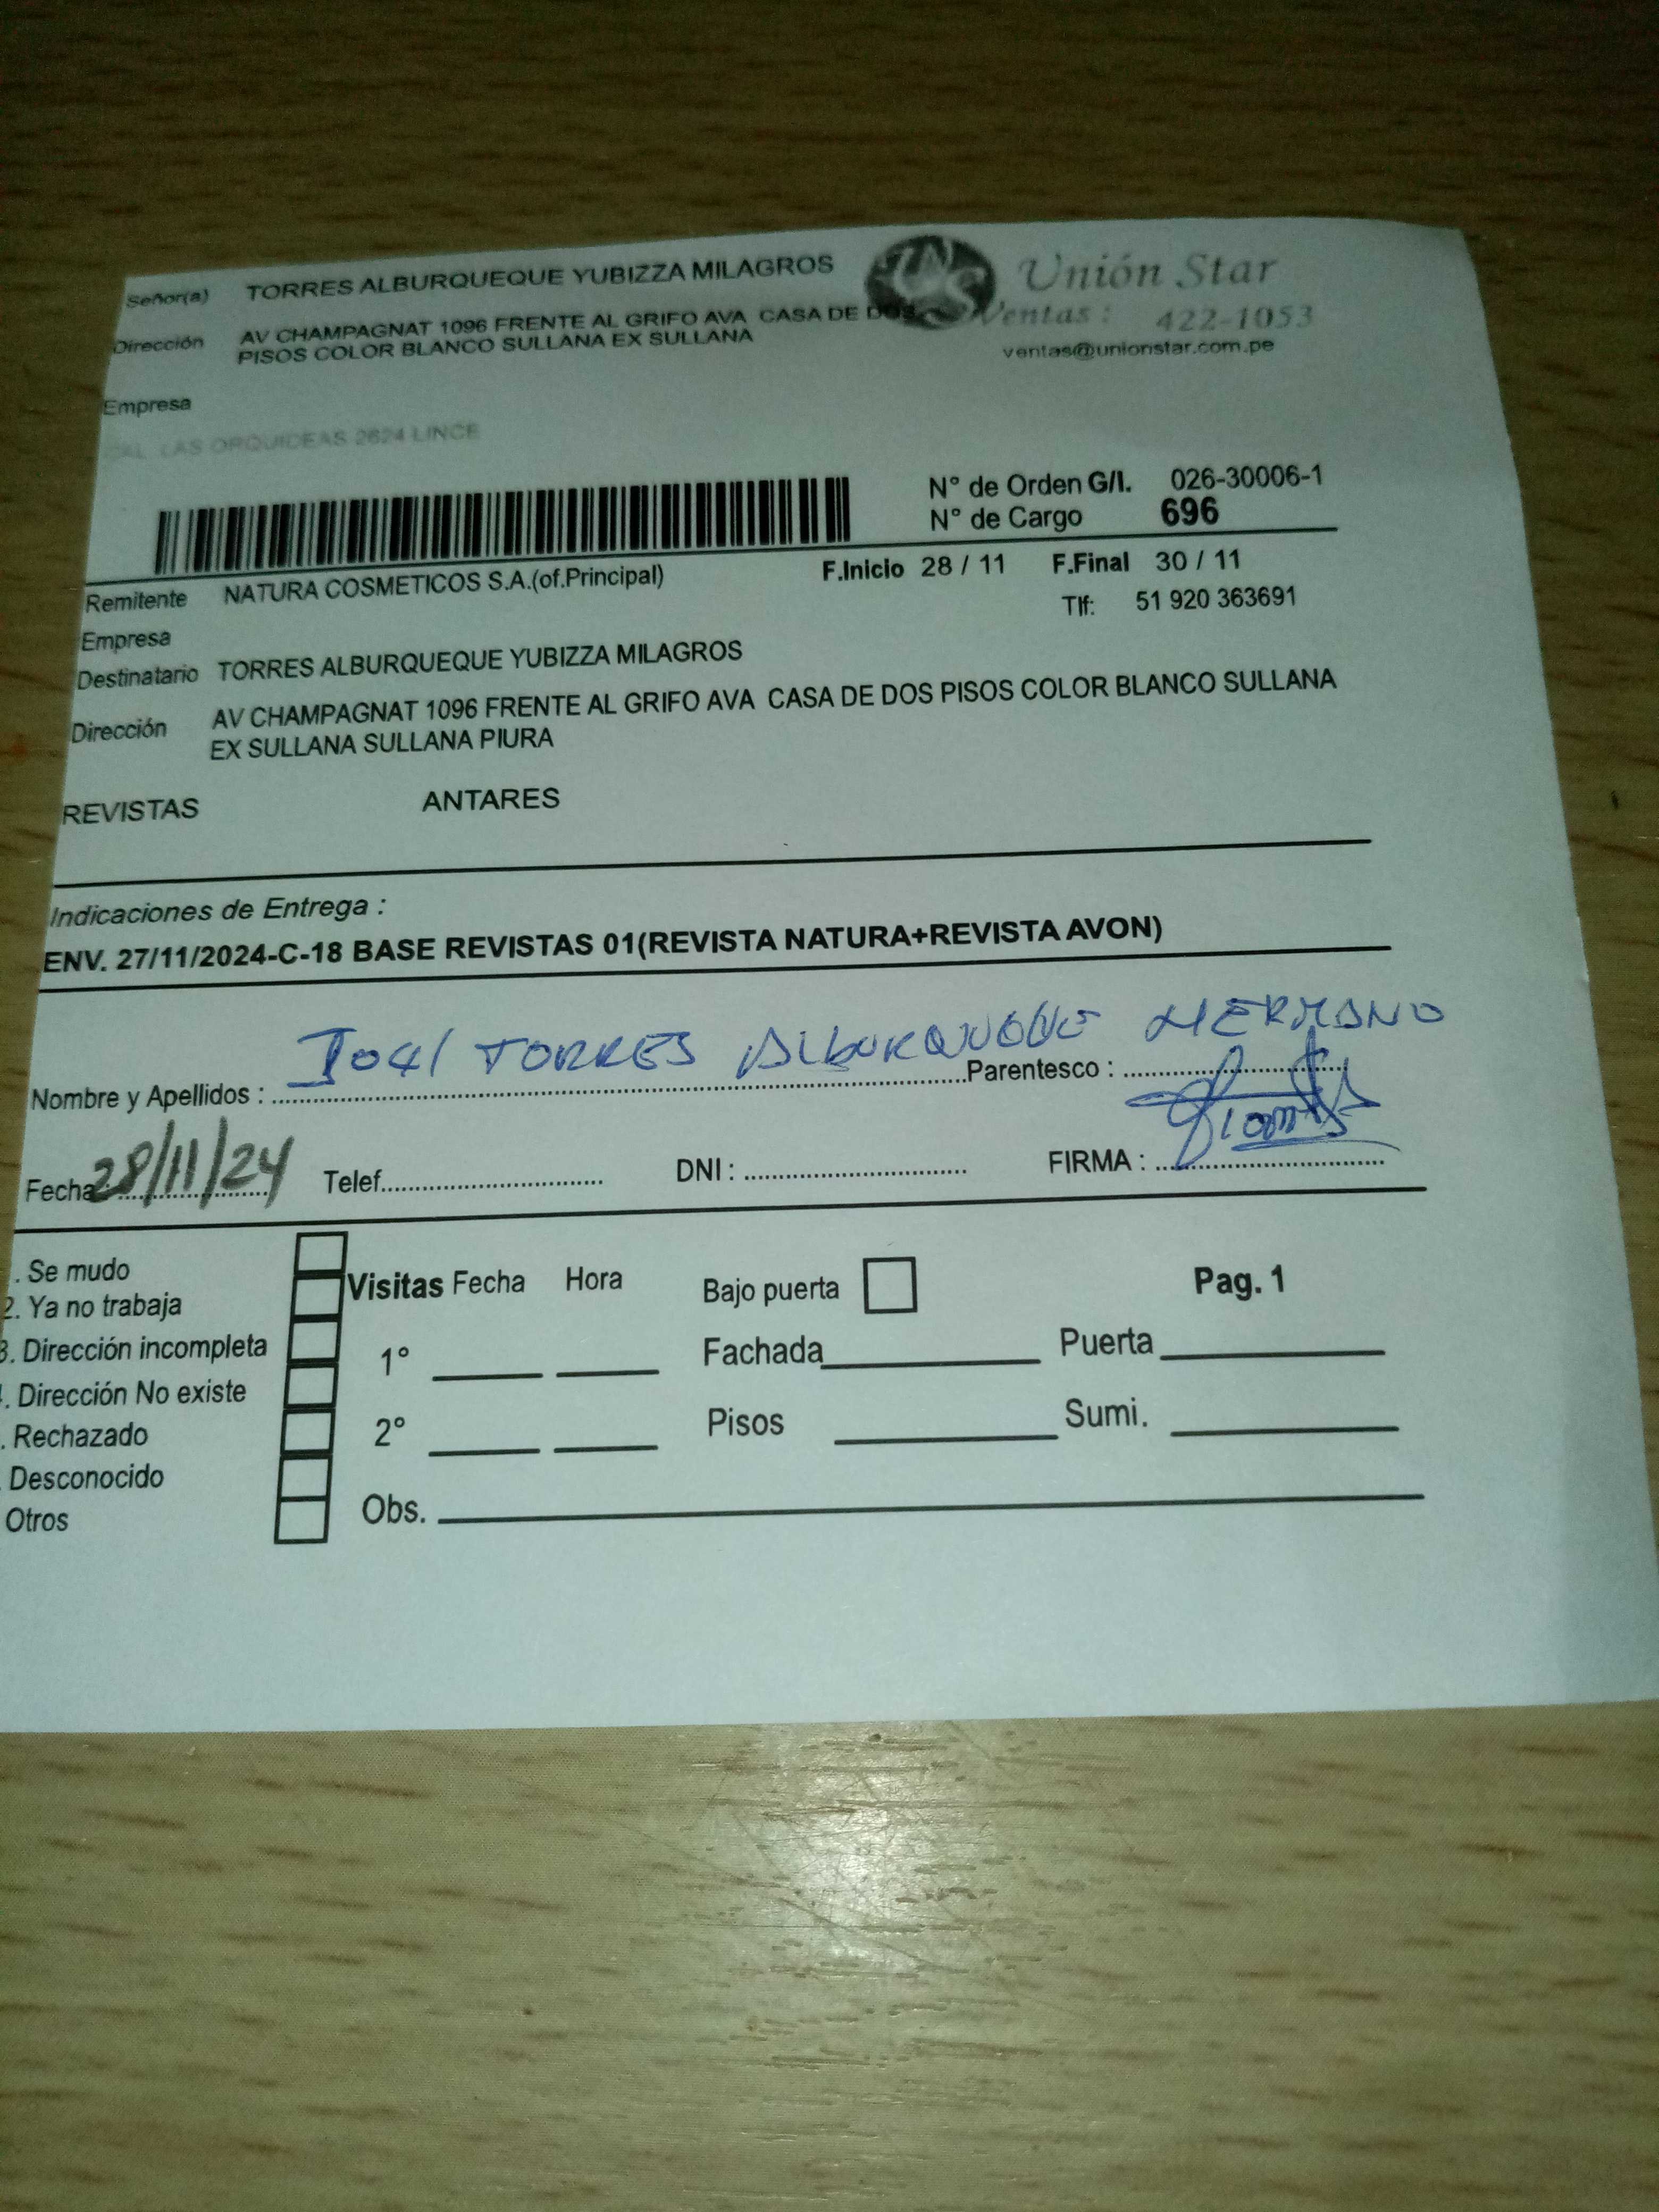 Señor(a) TORRES ALBURQUEQUE YUBIZZA MILAGROS
Unión Star
Dirección AV CHAMPAGNAT 1096 FRENTE AL GRIFO AVA CASA DE DOS
Ventas : 422-1053
PISOS COLOR BLANCO SULLANA EX SULLANA
ventas@unionstar.com.pe
Empresa
CAL LAS ORQUIDEAS 2624 LINCE
N° de Orden G/I. 026-30006-1
N° de Cargo 696
F.Inicio 28 / 11 F.Final 30 / 11
Remitente NATURA COSMETICOS S.A.(of.Principal)
Tlf: 51 920 363691
Empresa
Destinatario TORRES ALBURQUEQUE YUBIZZA MILAGROS
Dirección AV CHAMPAGNAT 1096 FRENTE AL GRIFO AVA CASA DE DOS PISOS COLOR BLANCO SULLANA
EX SULLANA SULLANA PIURA
REVISTAS ANTARES
Indicaciones de Entrega :
ENV. 27/11/2024-C-18 BASE REVISTAS 01(REVISTA NATURA+REVISTA AVON)
Nombre y Apellidos : TORRES Parentesco : HERMANO
Fecha 28/11/24 Telef. DNI : FIRMA :
. Se mudo
2. Ya no trabaja
3. Dirección incompleta
. Dirección No existe
. Rechazado
. Desconocido
Otros
Visitas Fecha Hora
1°
2°
Obs.
Bajo puerta
Fachada
Pisos
Pag. 1
Puerta
Sumi.